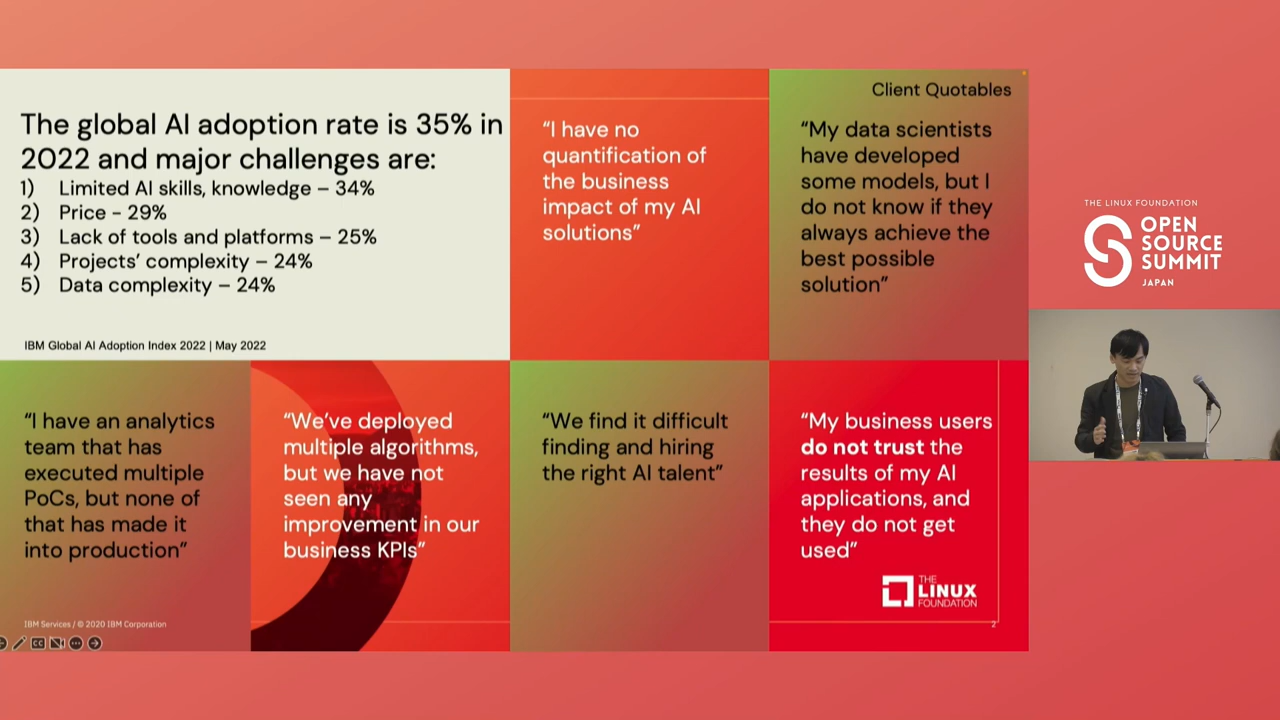 The global AI adoption rate is 35% in
2022 and major challenges are:
1) Limited AI skills, knowledge – 34%
2) Price - 29%
3) Lack of tools and platforms – 25%
4) Projects’ complexity – 24%
5) Data complexity – 24%
IBM Global AI Adoption Index 2022 | May 2022
“I have no
quantification of
the business
impact of my AI
solutions”
Client Quotables
“My data scientists
have developed
some models, but I
do not know if they
always achieve the
best possible
solution”
“I have an analytics
team that has
executed multiple
PoCs, but none of
that has made it
into production”
IBM Services / © 2020 IBM Corporation
CC
“We’ve deployed
multiple algorithms,
but we have not
seen any
improvement in our
business KPIs”
“We find it difficult
finding and hiring
the right AI talent”
“My business users
do not trust the
results of my AI
applications, and
they do not get
used”
THE
LINUX
FOUNDATION
2
THE LINUX FOUNDATION
OPEN
SOURCE
SUMMIT
JAPAN